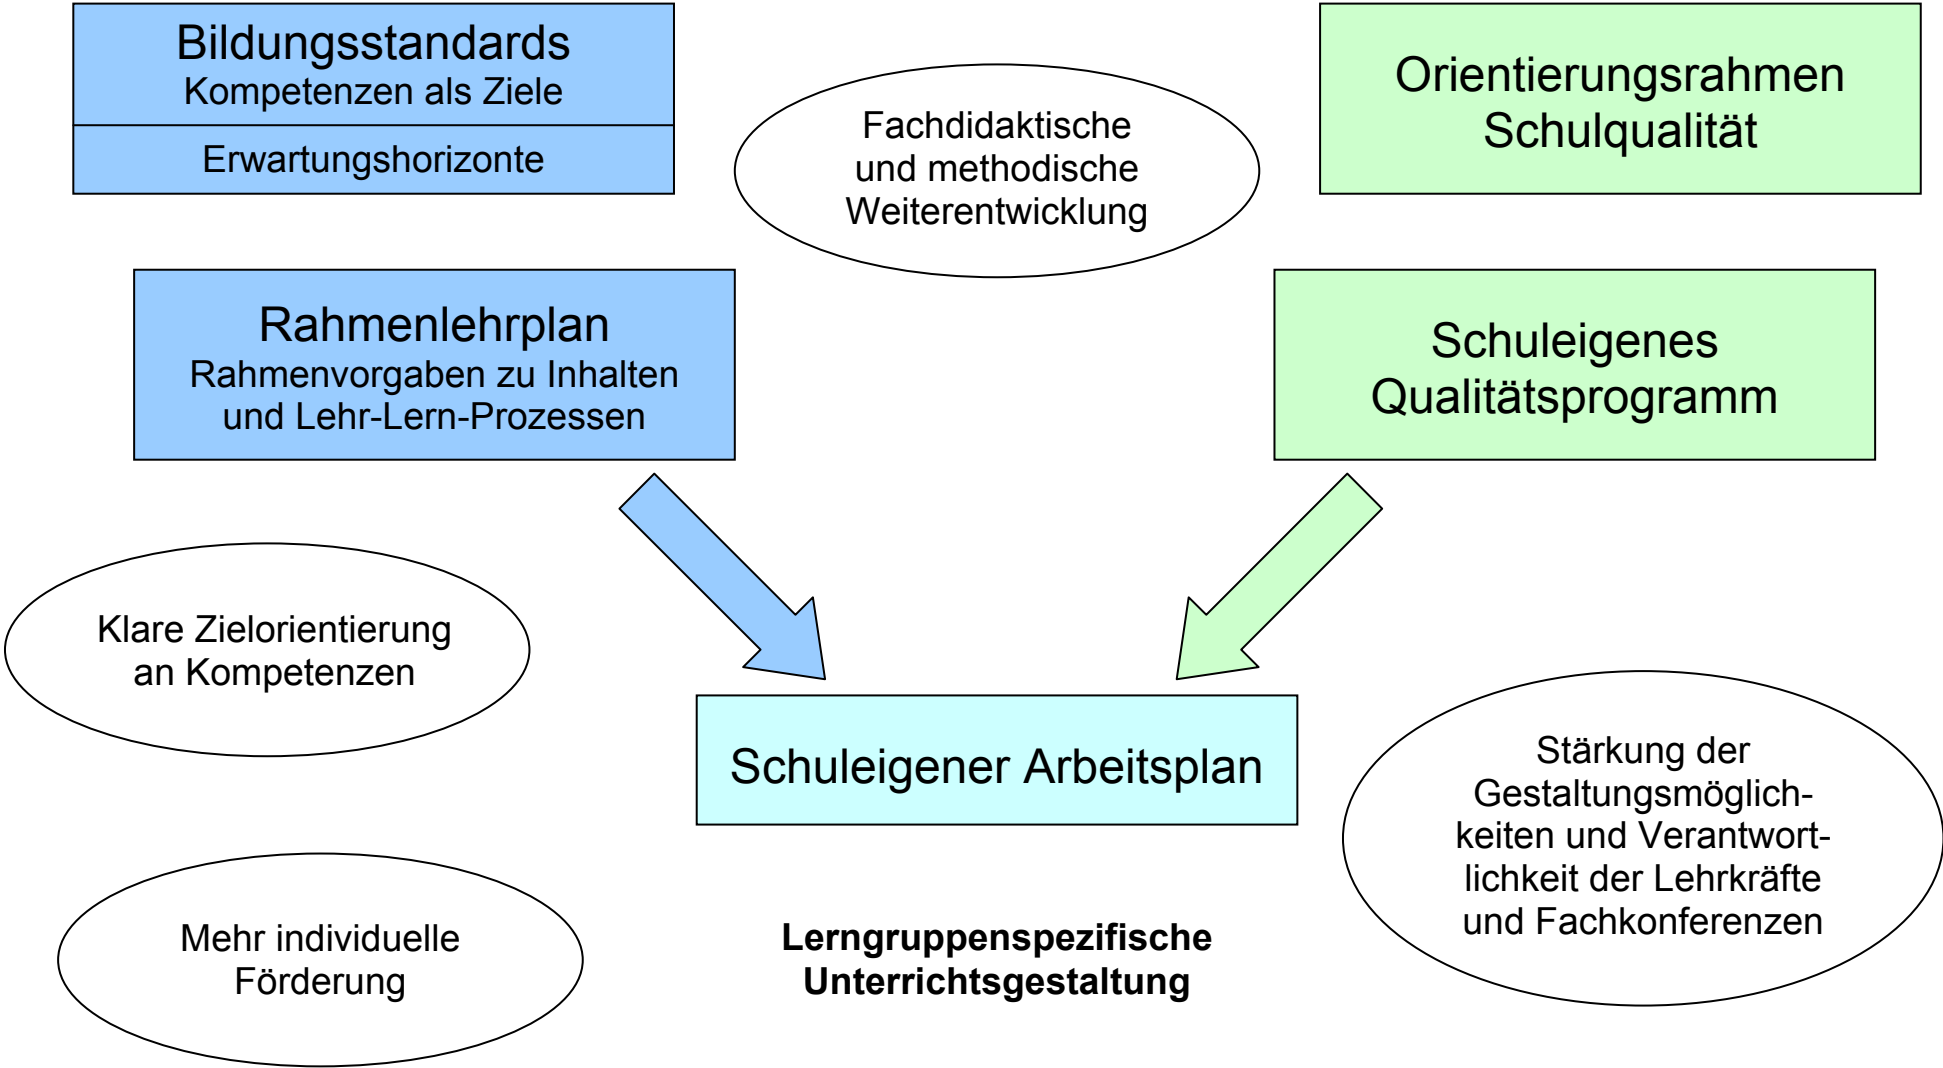 Bildungsstandards
Kompetenzen als Ziele
Erwartungshorizonte
Fachdidaktische
und methodische
Weiterentwicklung
Orientierungsrahmen
Schulqualität
Rahmenlehrplan
Rahmenvorgaben zu Inhalten
und Lehr-Lern-Prozessen
Schuleigenes
Qualitätsprogramm
Klare Zielorientierung
an Kompetenzen
Schuleigener Arbeitsplan
Stärkung der
Gestaltungsmöglich-
keiten und Verantwort-
lichkeit der Lehrkräfte
und Fachkonferenzen
Mehr individuelle
Förderung
Lerngruppenspezifische
Unterrichtsgestaltung